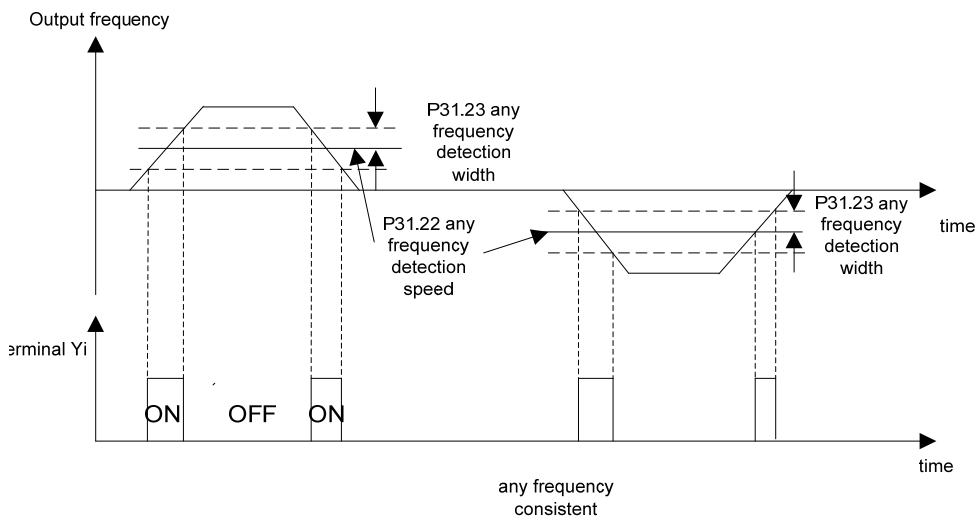 Output frequency
P31.23 any
frequency
detection
width
P31.22 any
frequency
detection
speed
P31.23 any
frequency
detection
width
time
erminal Yi
ON OFF ON
time
any frequency
consistent